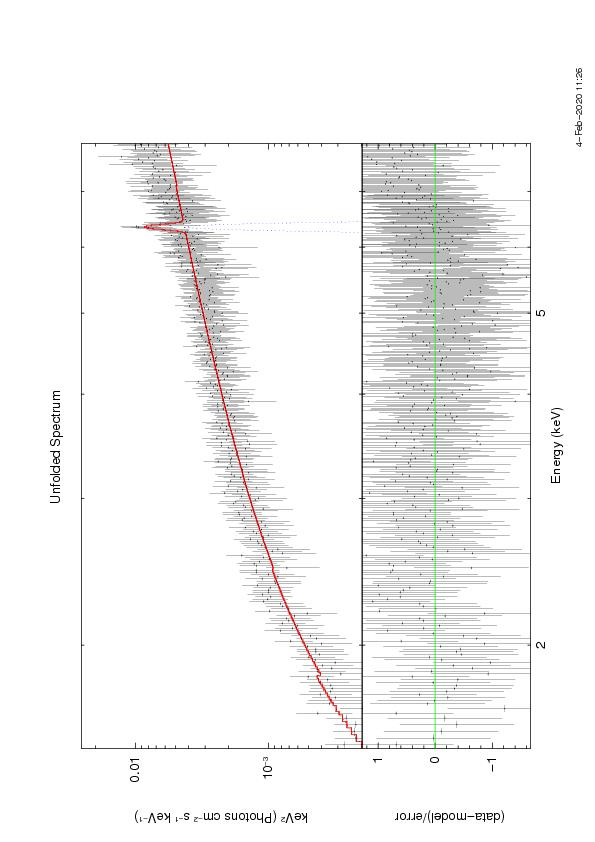 Unfolded Spectrum
0.01
10⁻³
keV² (Photons cm⁻² s⁻¹ keV⁻¹)
1
0
−1
(data−model)/error
2
5
Energy (keV)
4−Feb−2020 11:26